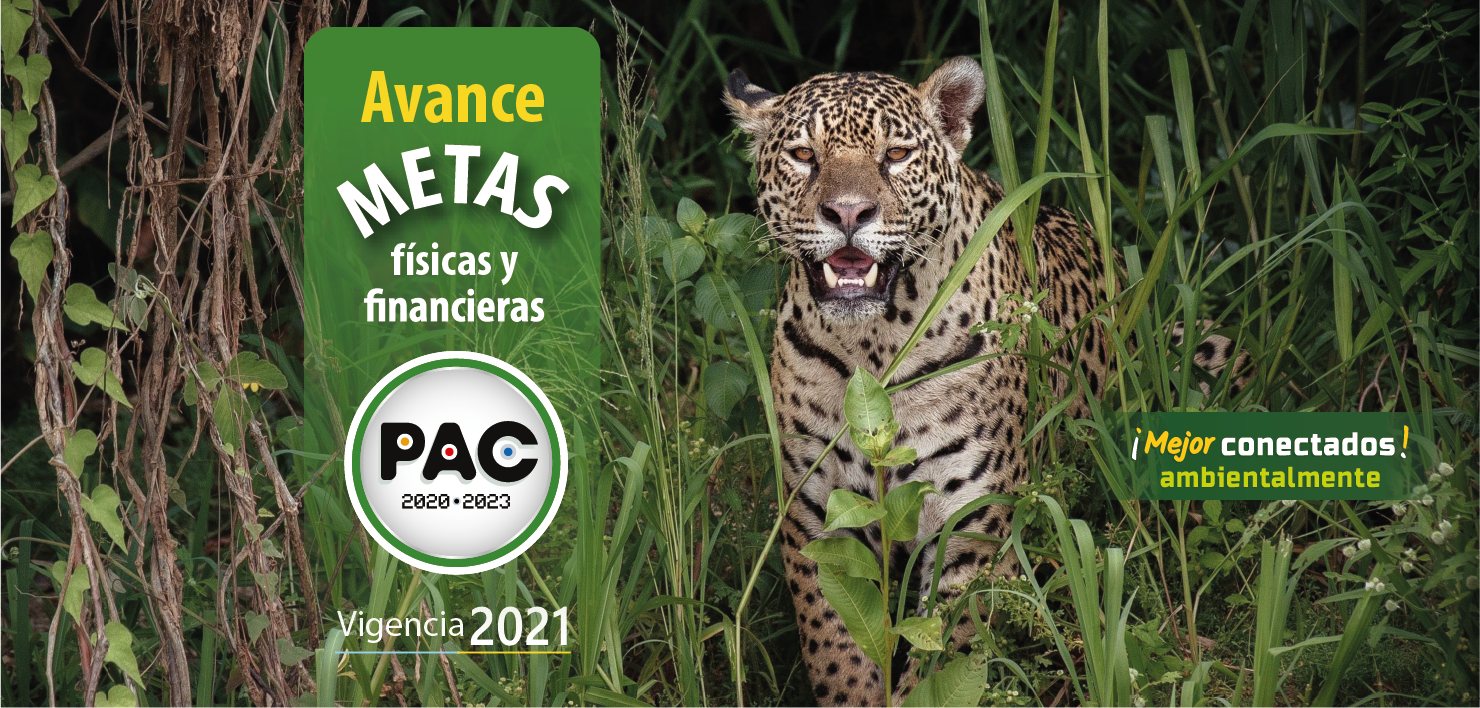 Avance
METAS
físicas y
financieras
PAC
2020•2023
Vigencia 2021
¡Mejor conectados!
ambientalmente